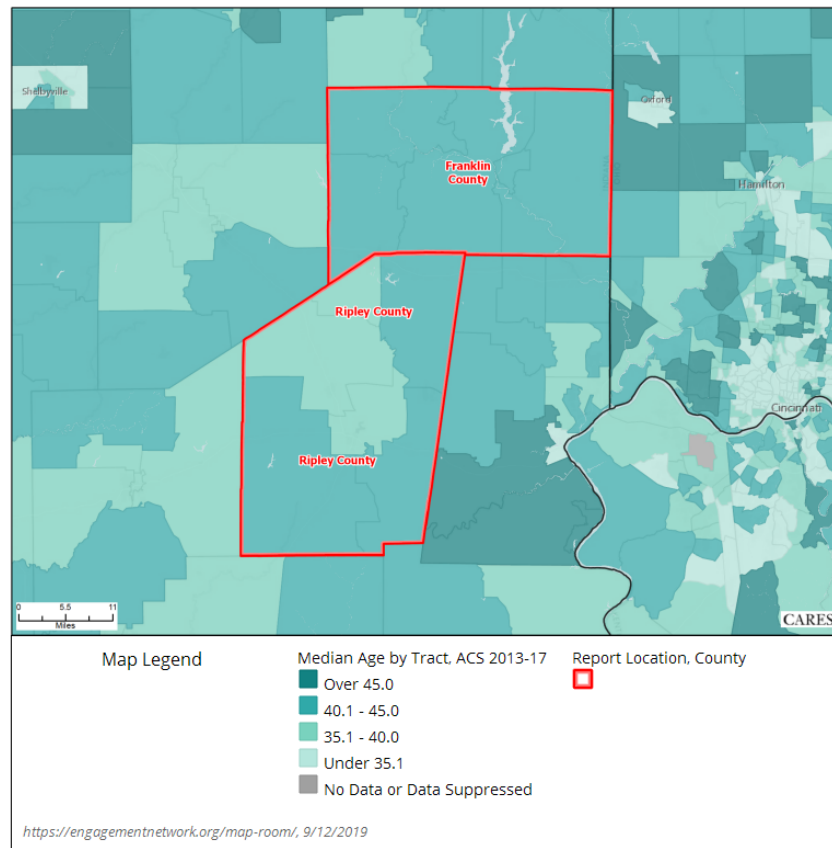 Shelbyville
Oxford
Franklin
County
INDIANA
OHIO
Hamilton
Ripley County
Cincinnati
Ripley County
0 5.5 11
Miles
CARES
Map Legend
Median Age by Tract, ACS 2013-17
Report Location, County
Over 45.0
40.1 - 45.0
35.1 - 40.0
Under 35.1
No Data or Data Suppressed
https://engagementnetwork.org/map-room/, 9/12/2019